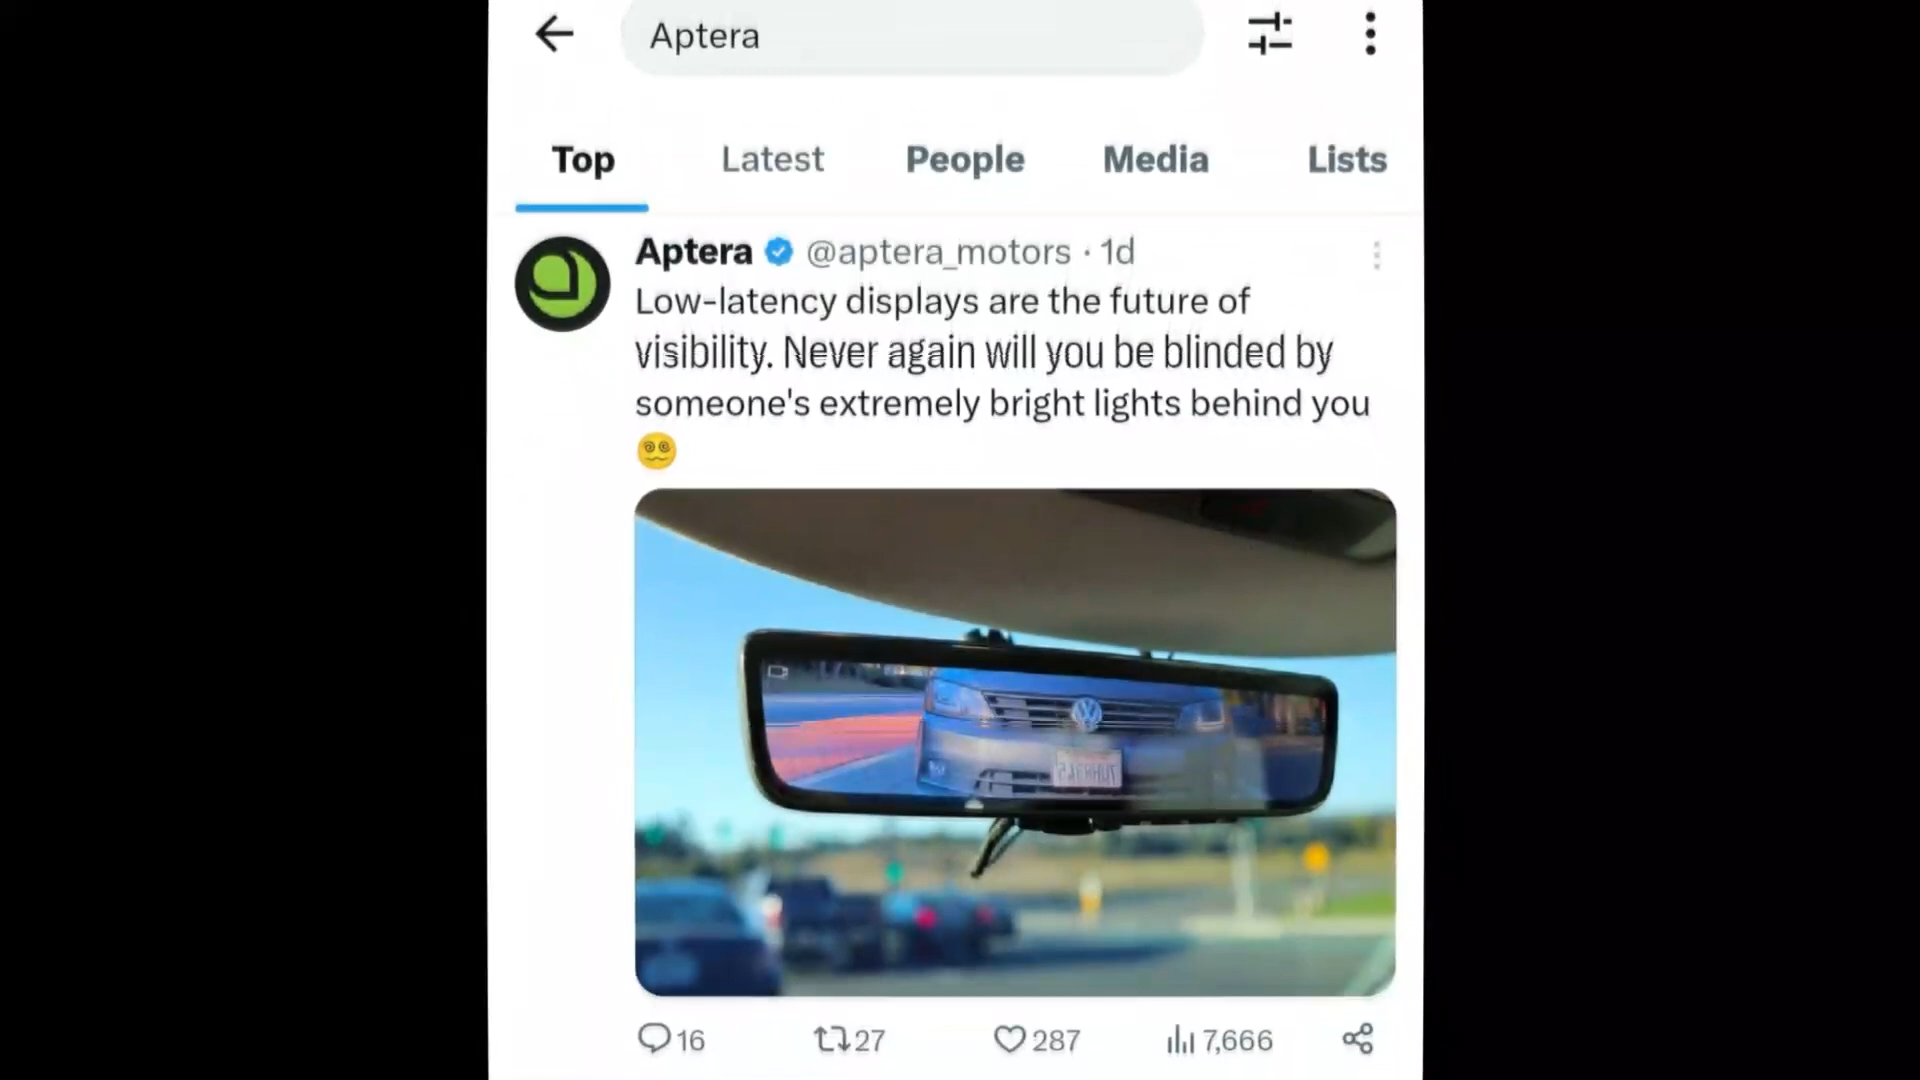 Aptera
Top Latest People Media Lists
Aptera @aptera_motors · 1d
Low-latency displays are the future of
visibility. Never again will you be blinded by
someone's extremely bright lights behind you
16 27 287 7,666